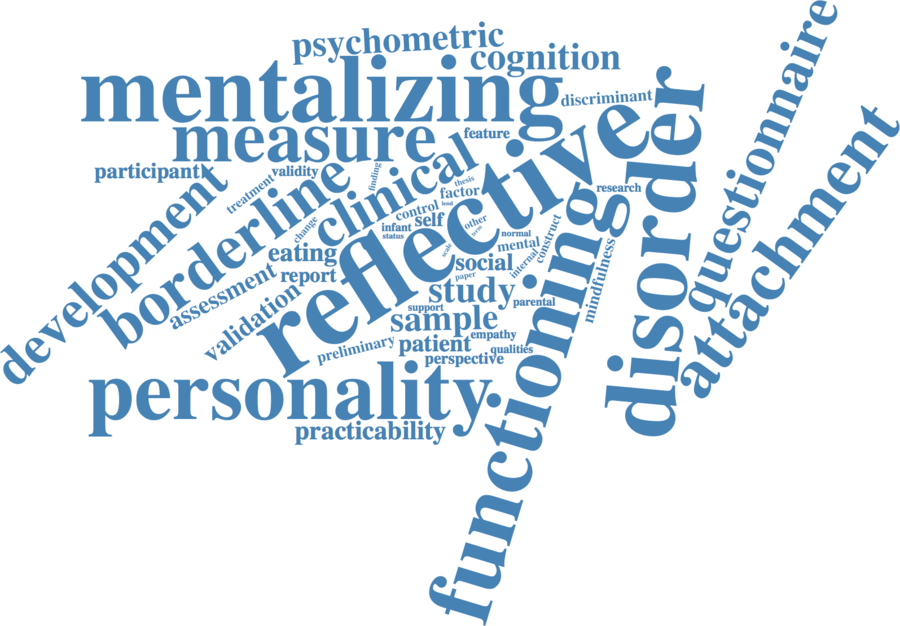 psychometric
cognition
mentalizing
discriminant
measure
feature
participant
validity
finding
treatment
thesis
factor
research
development
borderline
clinical
reflective
disorder
questionnaire
attachment
control
lead
self
other
term
infant
status
normal
change
eating
mental
construct
scale
social
internal
assessment
report
paper
mindfulness
validation
study
parental
support
sample
functioning
empathy
preliminary
patient
qualities
perspective
personality
practicability